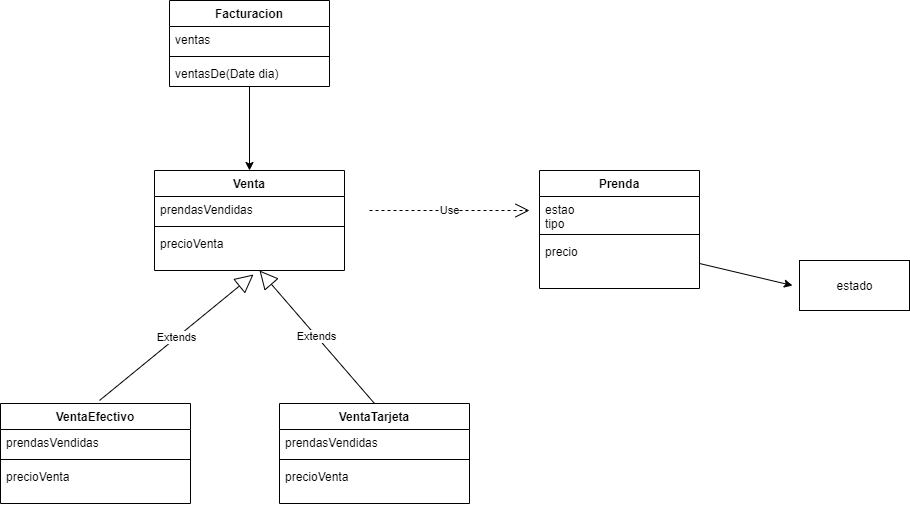 Facturacion
ventas
ventasDe(Date dia)
Venta
prendasVendidas
precioVenta
Use
Prenda
estao
tipo
precio
estado
Extends
Extends
VentaEfectivo
prendasVendidas
precioVenta
VentaTarjeta
prendasVendidas
precioVenta